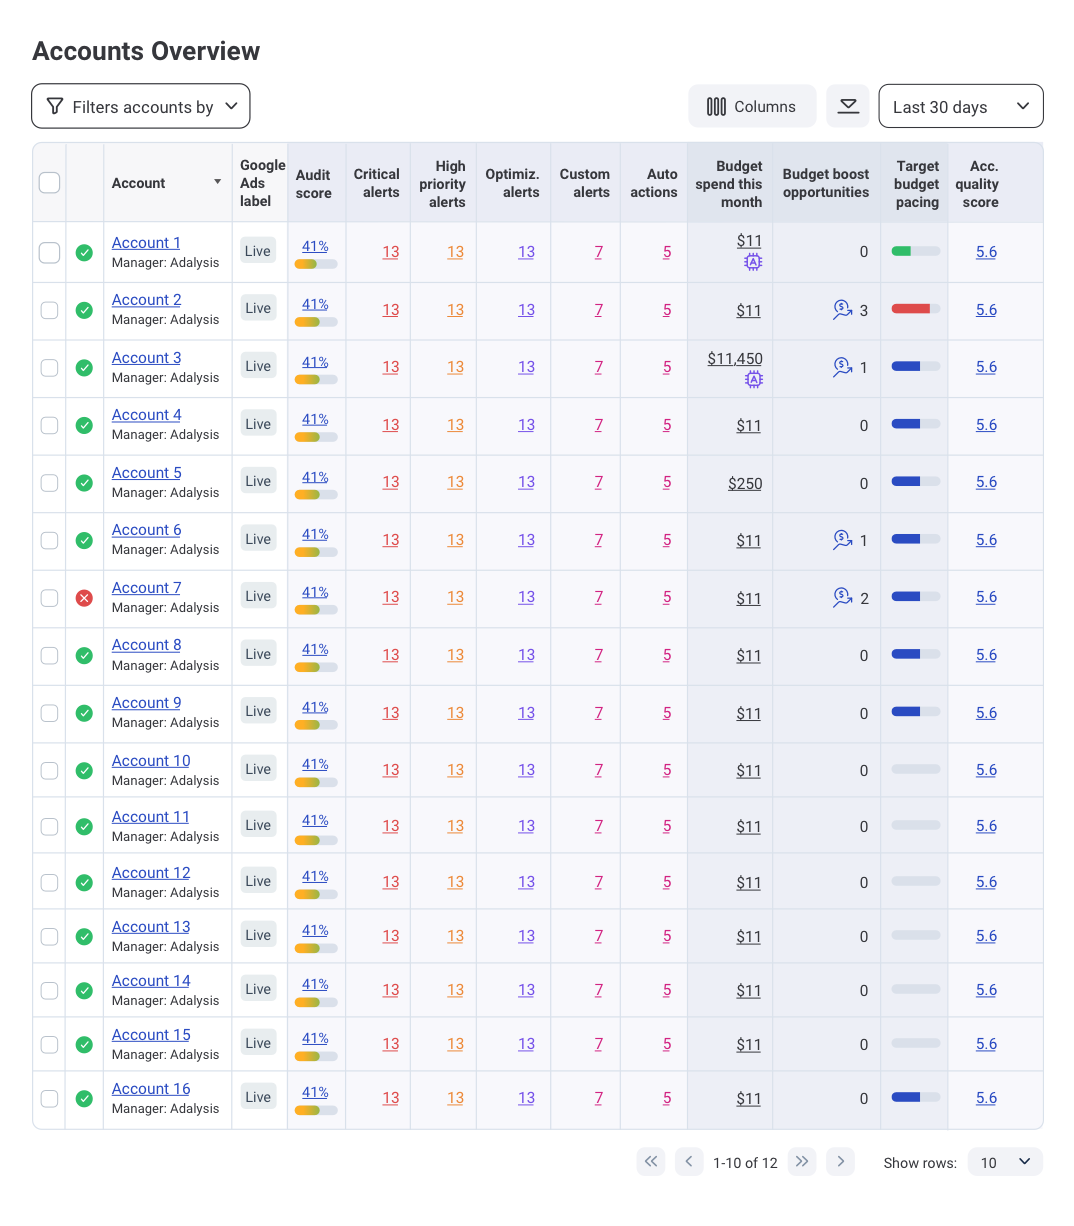 Accounts Overview
Filters accounts by
Columns
Last 30 days
Account
Google Ads label
Audit score
Critical alerts
High priority alerts
Optimiz. alerts
Custom alerts
Auto actions
Budget spend this month
Budget boost opportunities
Target budget pacing
Acc. quality score
Account 1
Manager: Adalysis
Live 41% 13 13 13 7 5 $11 0 5.6
Account 2
Manager: Adalysis
Live 41% 13 13 13 7 5 $11 3 5.6
Account 3
Manager: Adalysis
Live 41% 13 13 13 7 5 $11,450 1 5.6
Account 4
Manager: Adalysis
Live 41% 13 13 13 7 5 $11 0 5.6
Account 5
Manager: Adalysis
Live 41% 13 13 13 7 5 $250 0 5.6
Account 6
Manager: Adalysis
Live 41% 13 13 13 7 5 $11 1 5.6
Account 7
Manager: Adalysis
Live 41% 13 13 13 7 5 $11 2 5.6
Account 8
Manager: Adalysis
Live 41% 13 13 13 7 5 $11 0 5.6
Account 9
Manager: Adalysis
Live 41% 13 13 13 7 5 $11 0 5.6
Account 10
Manager: Adalysis
Live 41% 13 13 13 7 5 $11 0 5.6
Account 11
Manager: Adalysis
Live 41% 13 13 13 7 5 $11 0 5.6
Account 12
Manager: Adalysis
Live 41% 13 13 13 7 5 $11 0 5.6
Account 13
Manager: Adalysis
Live 41% 13 13 13 7 5 $11 0 5.6
Account 14
Manager: Adalysis
Live 41% 13 13 13 7 5 $11 0 5.6
Account 15
Manager: Adalysis
Live 41% 13 13 13 7 5 $11 0 5.6
Account 16
Manager: Adalysis
Live 41% 13 13 13 7 5 $11 0 5.6
1-10 of 12
Show rows: 10